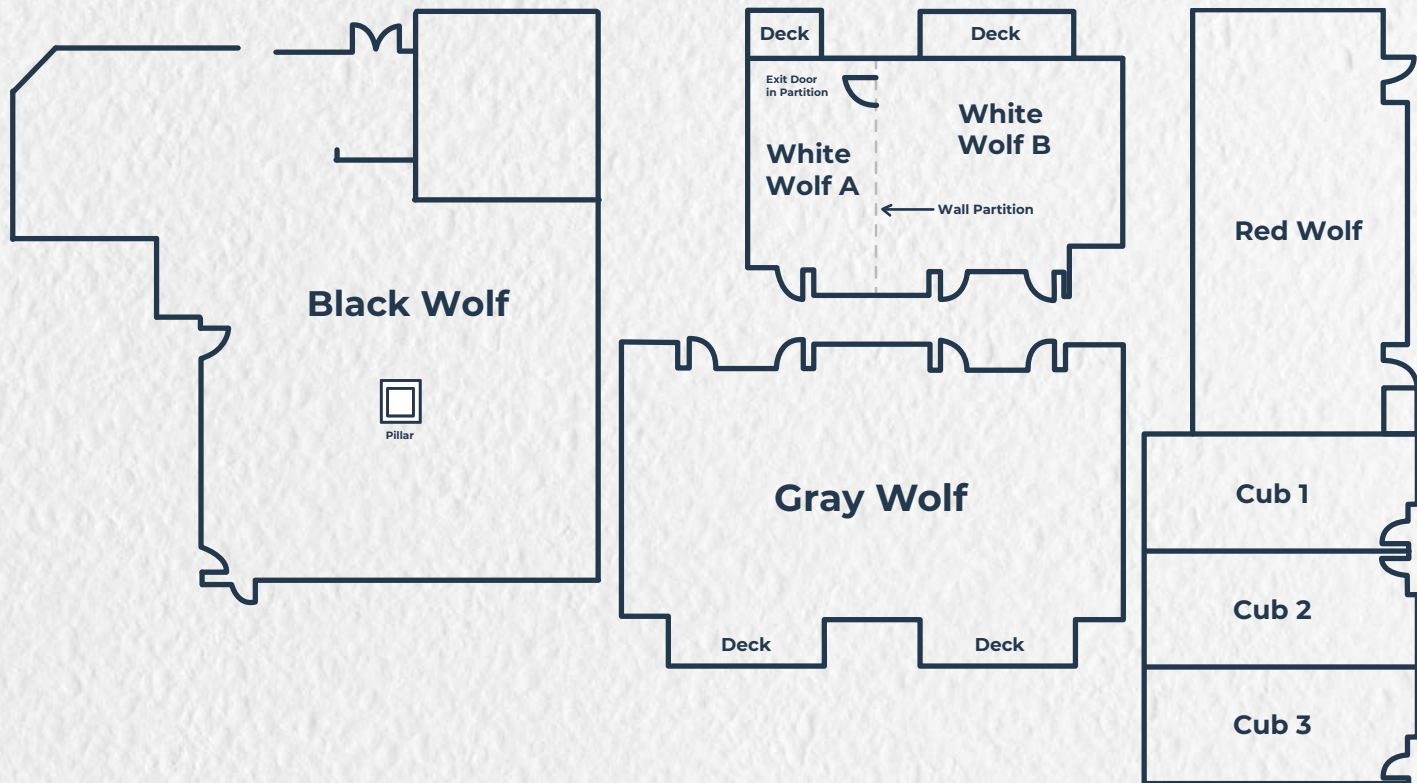 Deck
Deck
Exit Door
in Partition
White
Wolf B
White
Wolf A
Wall Partition
Red Wolf
Black Wolf
Pillar
Gray Wolf
Cub 1
Cub 2
Deck
Deck
Cub 3